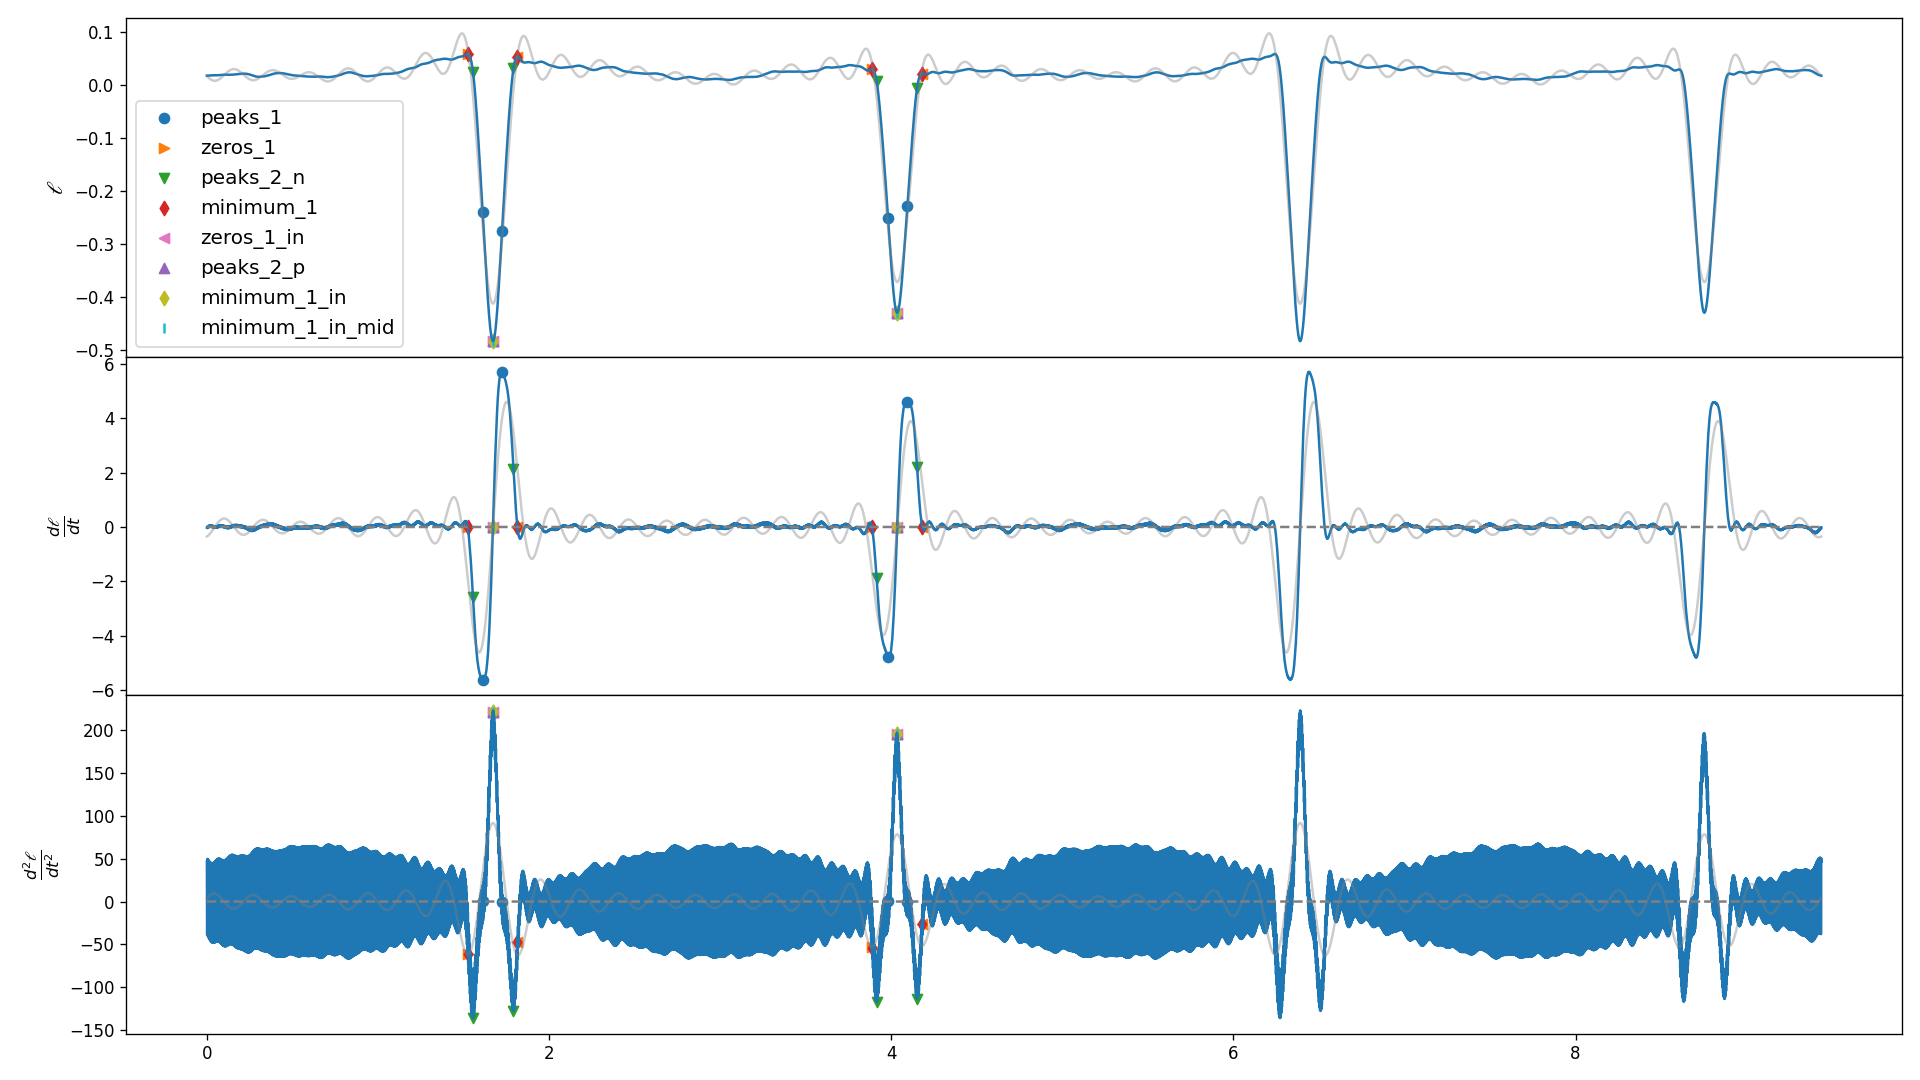 0.1
0.0
−0.1
−0.2
−0.3
−0.4
−0.5
ℓ
peaks_1
zeros_1
peaks_2_n
minimum_1
zeros_1_in
peaks_2_p
minimum_1_in
minimum_1_in_mid
6
4
2
0
−2
−4
−6
dℓ
dt
200
150
100
50
0
−50
−100
−150
d²ℓ
dt²
0 2 4 6 8